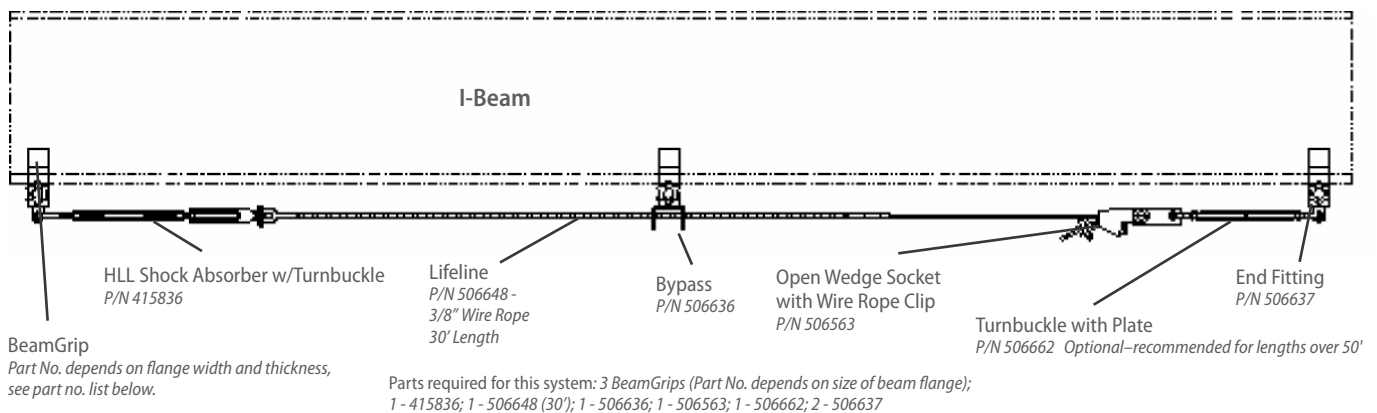 I-Beam
HLL Shock Absorber w/Turnbuckle
P/N 415836
Lifeline
P/N 506648 -
3/8" Wire Rope
30' Length
Bypass
P/N 506636
Open Wedge Socket
with Wire Rope Clip
P/N 506563
End Fitting
P/N 506637
Turnbuckle with Plate
P/N 506662 Optional–recommended for lengths over 50'
BeamGrip
Part No. depends on flange width and thickness,
see part no. list below.
Parts required for this system: 3 BeamGrips (Part No. depends on size of beam flange);
1 - 415836; 1 - 506648 (30'); 1 - 506636; 1 - 506563; 1 - 506662; 2 - 506637